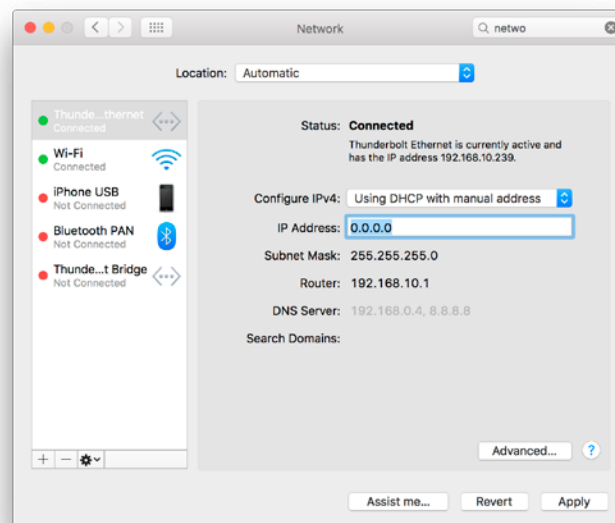 Network
netwo
Location: Automatic
Thunde...thernet
Connected
Wi-Fi
Connected
iPhone USB
Not Connected
Bluetooth PAN
Not Connected
Thunde...t Bridge
Not Connected
Status: Connected
Thunderbolt Ethernet is currently active and
has the IP address 192.168.10.239.
Configure IPv4: Using DHCP with manual address
IP Address: 0.0.0.0
Subnet Mask: 255.255.255.0
Router: 192.168.10.1
DNS Server: 192.168.0.4, 8.8.8.8
Search Domains:
Advanced... ?
Assist me... Revert Apply